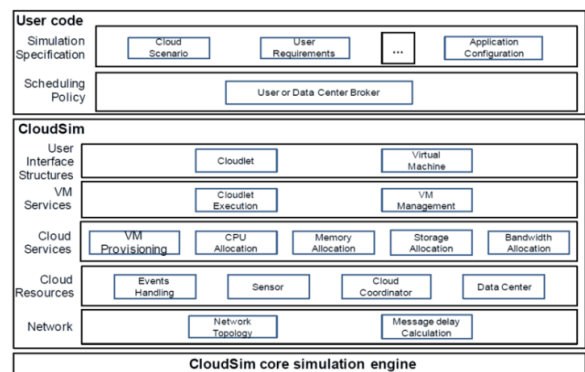 User code
Simulation Specification
Cloud Scenario
User Requirements
...
Application Configuration
Scheduling Policy
User or Data Center Broker
CloudSim
User Interface Structures
Cloudlet
Virtual Machine
VM Services
Cloudlet Execution
VM Management
Cloud Services
VM Provisioning
CPU Allocation
Memory Allocation
Storage Allocation
Bandwidth Allocation
Cloud Resources
Events Handling
Sensor
Cloud Coordinator
Data Center
Network
Network Topology
Message delay Calculation
CloudSim core simulation engine